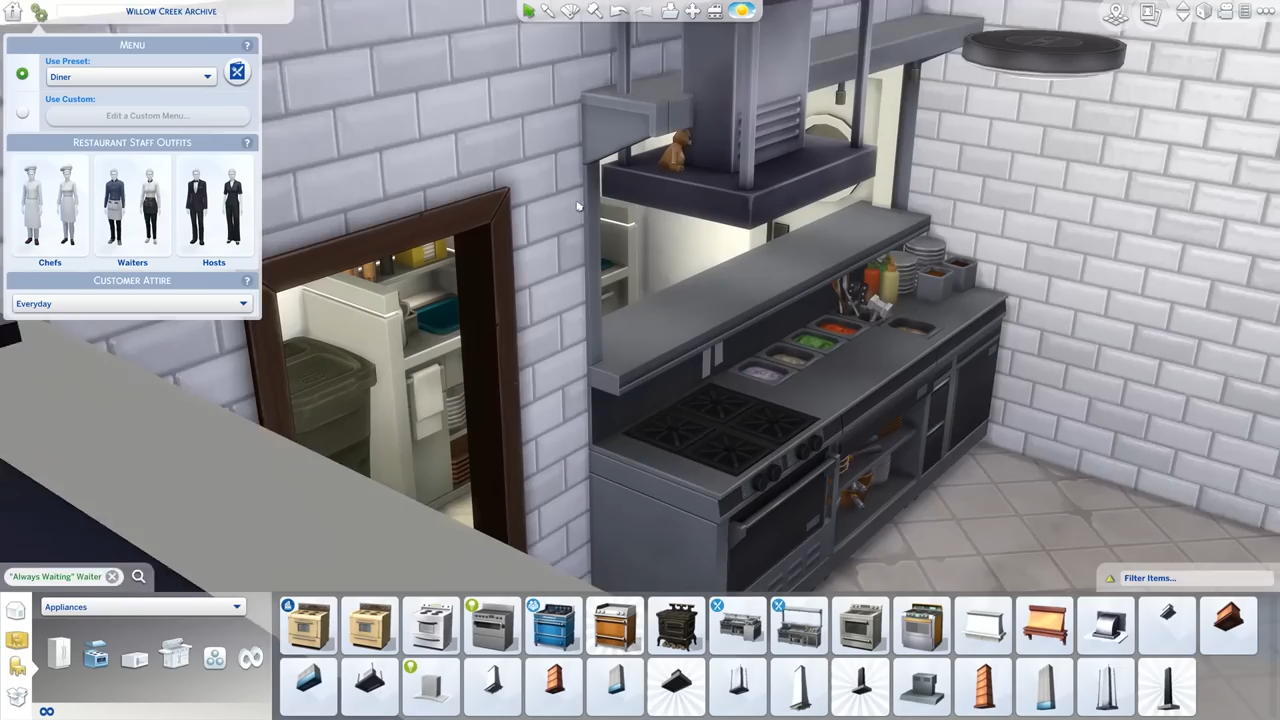 WILLOW CREEK ARCHIVE
MENU
?
Use Preset:
Diner
Use Custom:
Edit a Custom Menu...
RESTAURANT STAFF OUTFITS
?
Chefs
Waiters
Hosts
CUSTOMER ATTIRE
?
Everyday
"Always Waiting" Waiter
Filter Items...
Appliances